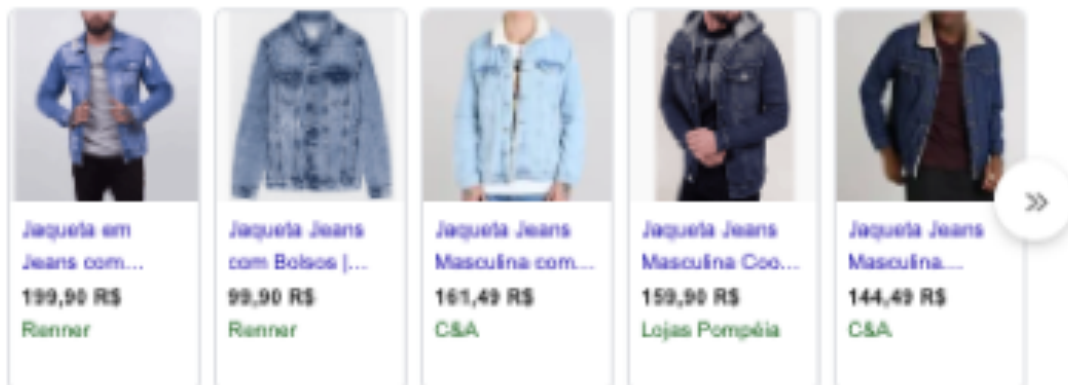 Jaqueta em
Jeans com...
199,90 R$
Renner
Jaqueta Jeans
com Bolsos |...
99,90 R$
Renner
Jaqueta Jeans
Masculina com...
161,49 R$
C&A
Jaqueta Jeans
Masculina Coo...
159,90 R$
Lojas Pompéia
Jaqueta Jeans
Masculina...
144,49 R$
C&A